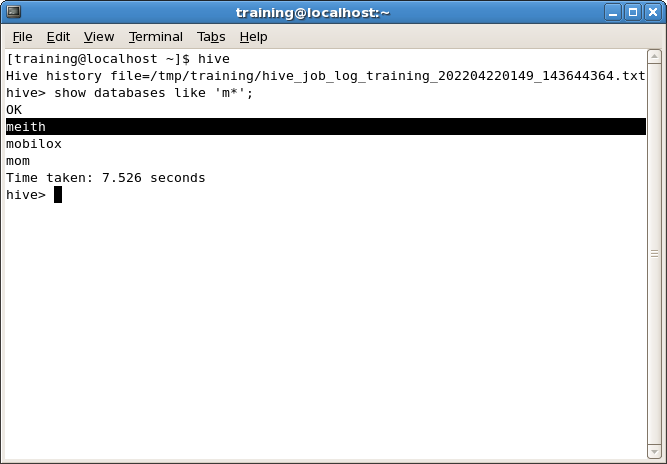 training@localhost:~
File Edit View Terminal Tabs Help
[training@localhost ~]$ hive
Hive history file=/tmp/training/hive_job_log_training_202204220149_143644364.txt
hive> show databases like 'm*';
OK
meith
mobilox
mom
Time taken: 7.526 seconds
hive>